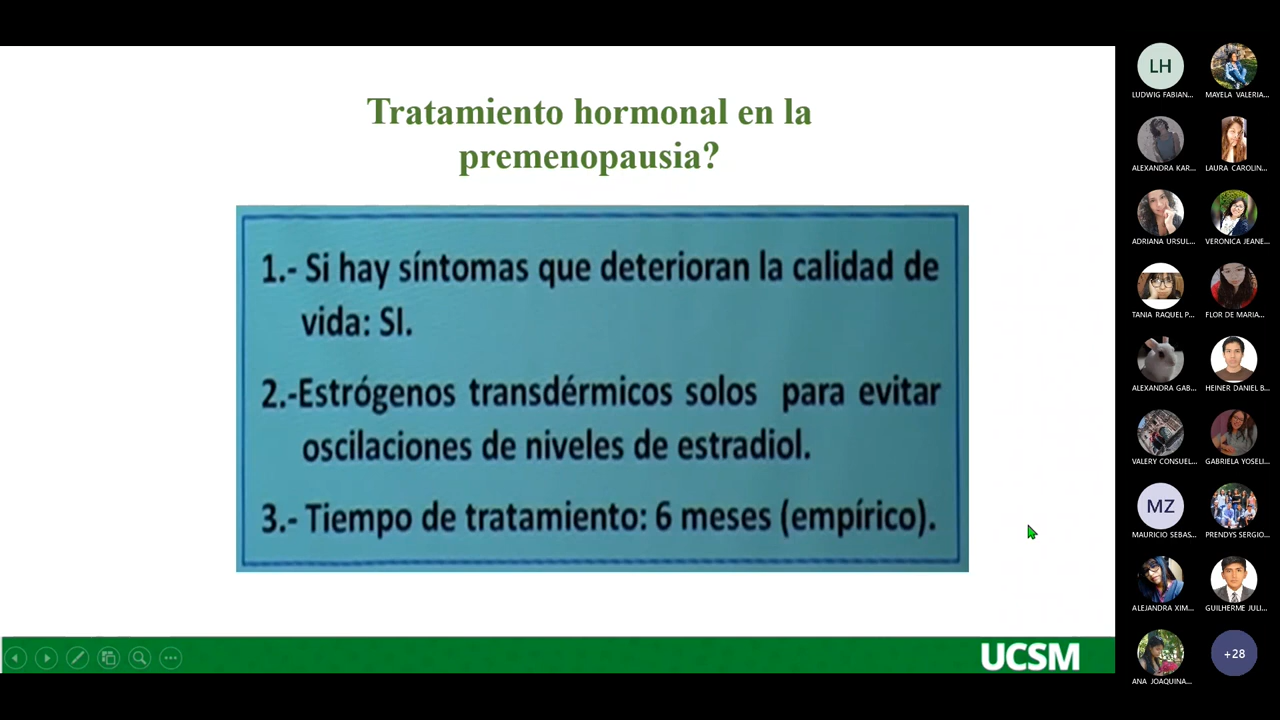 Tratamiento hormonal en la
premenopausia?
1.- Si hay síntomas que deterioran la calidad de
vida: SI.
2.-Estrógenos transdérmicos solos para evitar
oscilaciones de niveles de estradiol.
3.- Tiempo de tratamiento: 6 meses (empírico).
UCSM
LH
LUDWIG FABIAN...
MAYELA VALERIA...
ALEXANDRA KAR...
LAURA CAROLIN...
ADRIANA URSUL...
VERONICA JEANE...
TANIA RAQUEL P...
FLOR DE MARIA...
ALEXANDRA GAB...
HEINER DANIEL B...
VALERY CONSUEL...
GABRIELA YOSELI...
MZ
MAURICIO SEBAS...
PRENDYS SERGIO...
ALEJANDRA XIM...
GUILHERME JULI...
ANA JOAQUINA...
+28